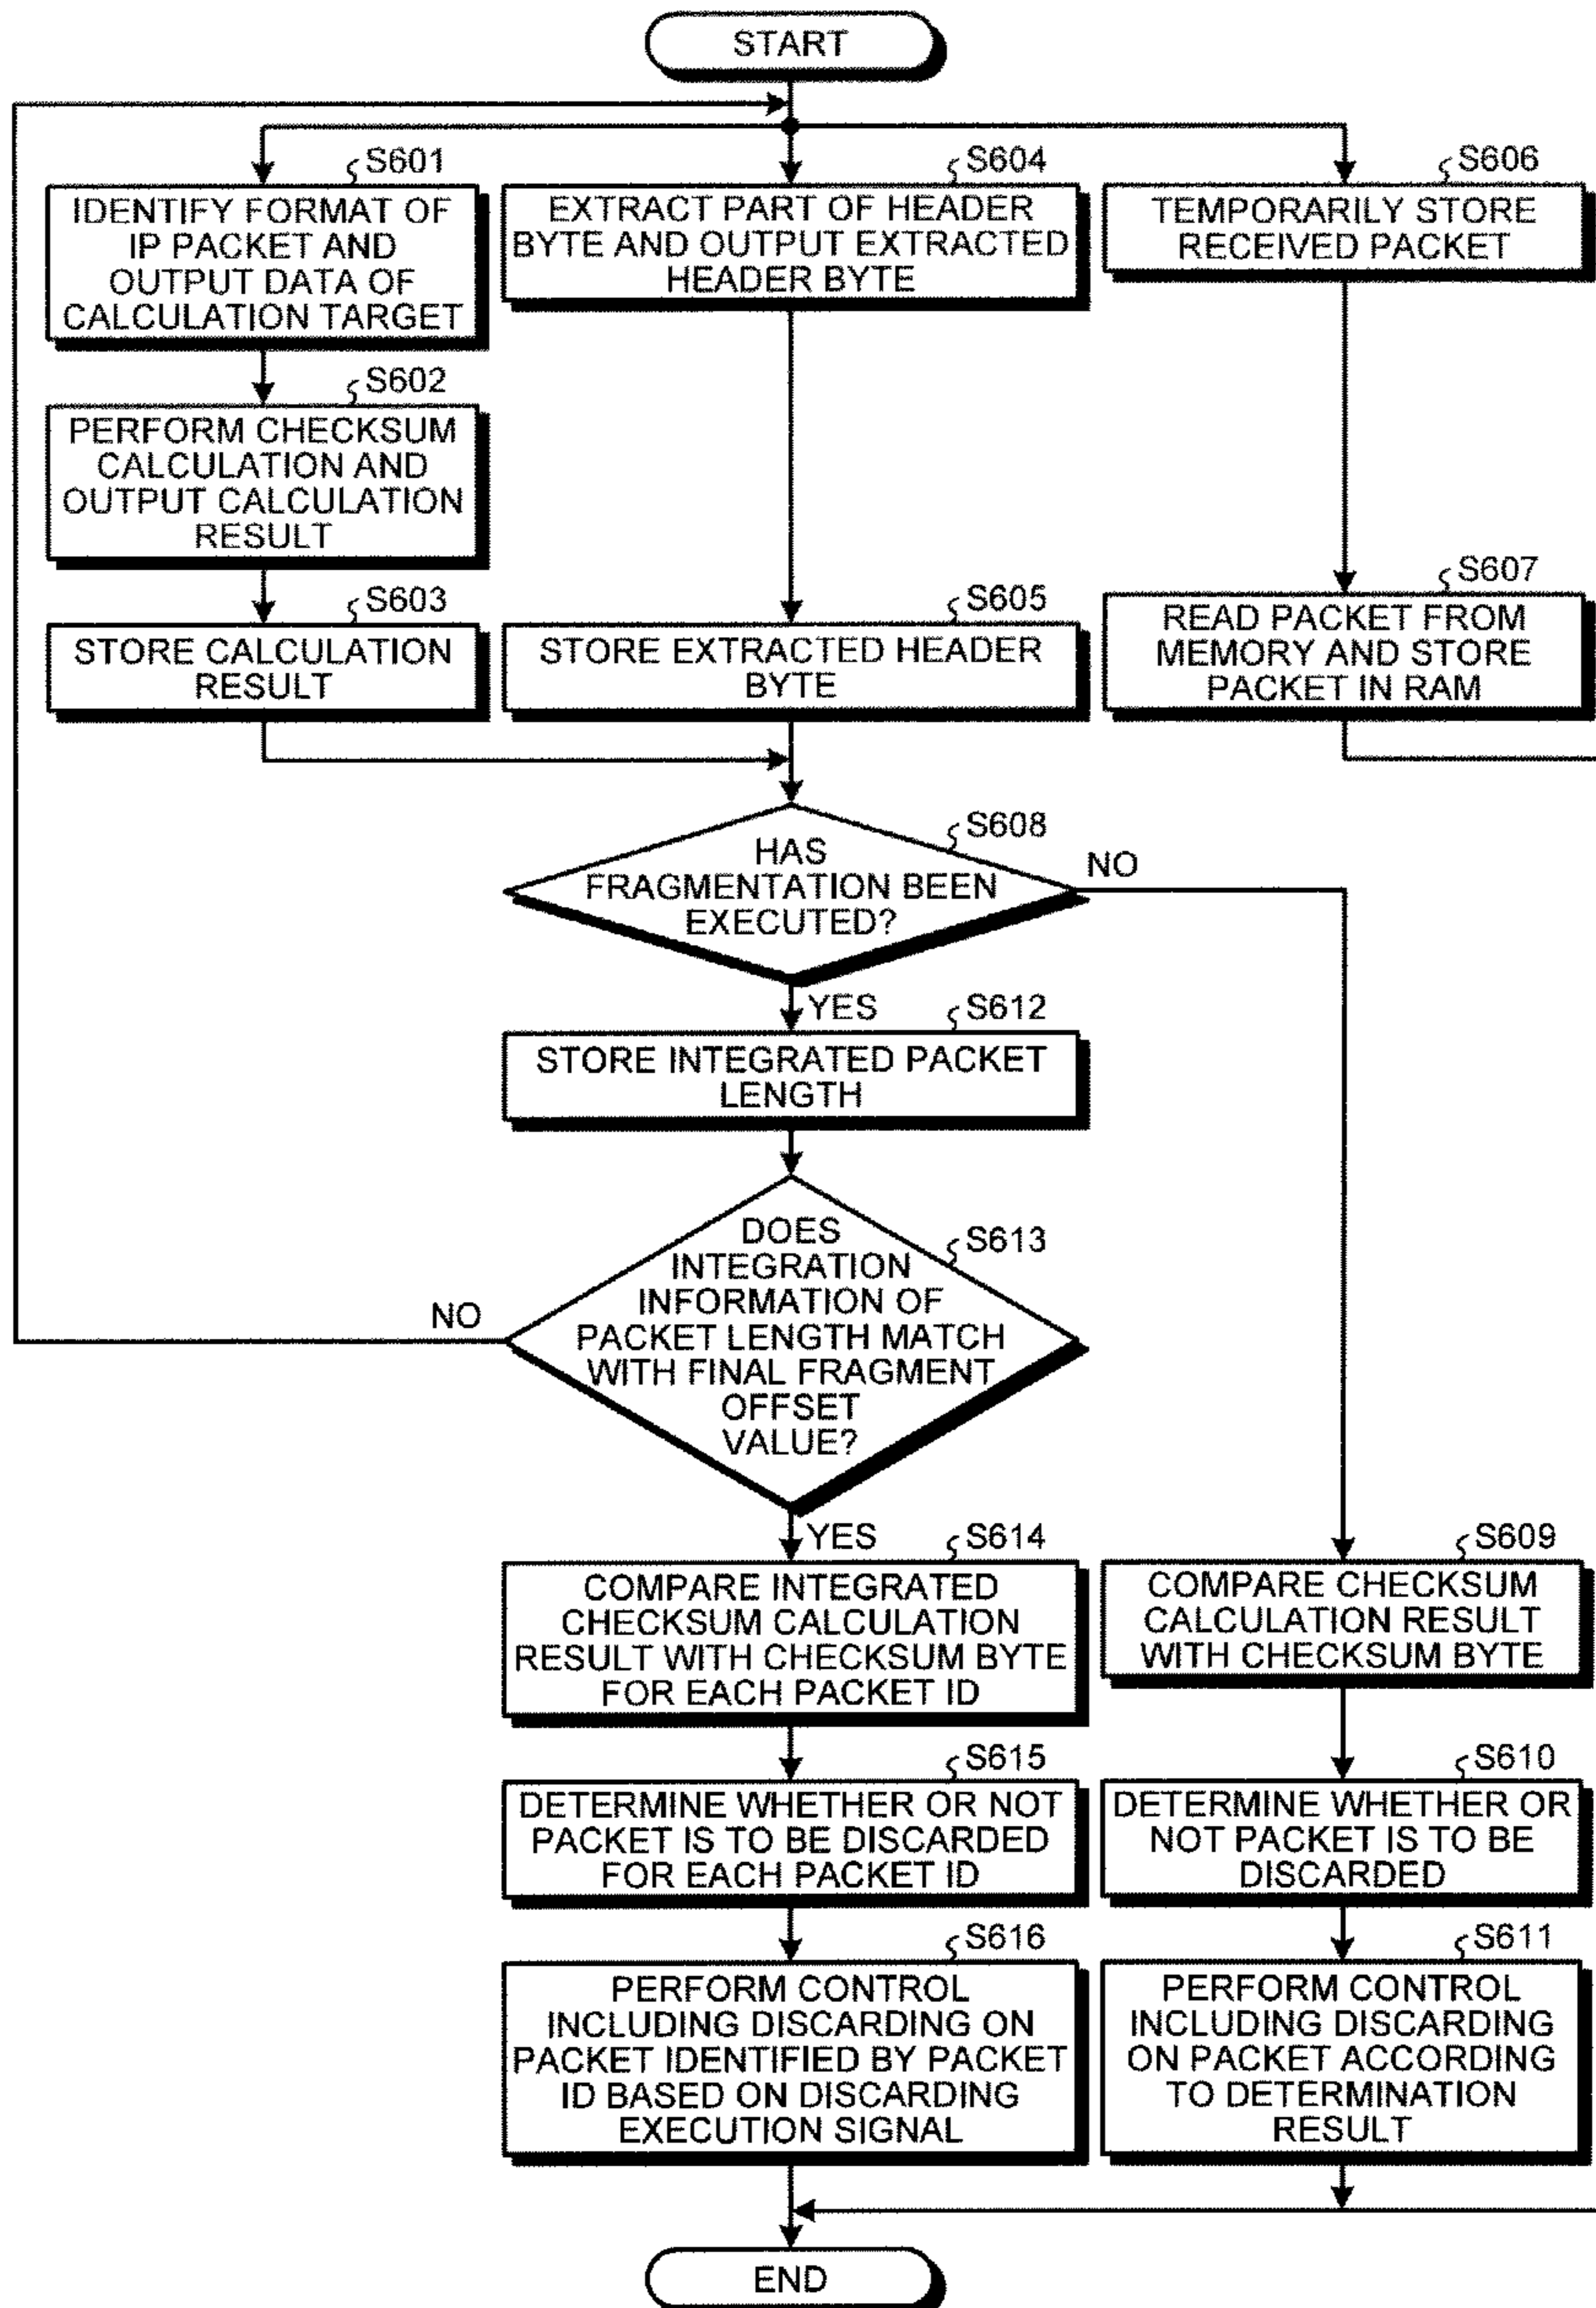 START
S601
IDENTIFY FORMAT OF
IP PACKET AND
OUTPUT DATA OF
CALCULATION TARGET
S602
PERFORM CHECKSUM
CALCULATION AND
OUTPUT CALCULATION
RESULT
S603
STORE CALCULATION
RESULT
S604
EXTRACT PART OF HEADER
BYTE AND OUTPUT EXTRACTED
HEADER BYTE
S605
STORE EXTRACTED HEADER
BYTE
S606
TEMPORARILY STORE
RECEIVED PACKET
S607
READ PACKET FROM
MEMORY AND STORE
PACKET IN RAM
S608
HAS
FRAGMENTATION BEEN
EXECUTED?
NO
YES
S612
STORE INTEGRATED PACKET
LENGTH
S613
DOES
INTEGRATION
INFORMATION OF
PACKET LENGTH MATCH
WITH FINAL FRAGMENT
OFFSET
VALUE?
NO
YES
S614
COMPARE INTEGRATED
CHECKSUM CALCULATION
RESULT WITH CHECKSUM BYTE
FOR EACH PACKET ID
S615
DETERMINE WHETHER OR NOT
PACKET IS TO BE DISCARDED
FOR EACH PACKET ID
S616
PERFORM CONTROL
INCLUDING DISCARDING ON
PACKET IDENTIFIED BY PACKET
ID BASED ON DISCARDING
EXECUTION SIGNAL
S609
COMPARE CHECKSUM
CALCULATION RESULT
WITH CHECKSUM BYTE
S610
DETERMINE WHETHER OR
NOT PACKET IS TO BE
DISCARDED
S611
PERFORM CONTROL
INCLUDING DISCARDING
ON PACKET ACCORDING
TO DETERMINATION
RESULT
END